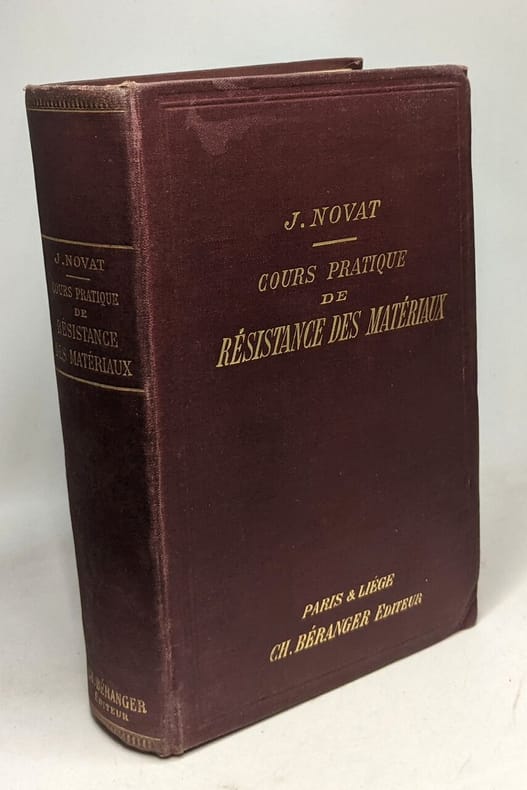 J. NOVAT
COURS PRATIQUE
DE
RÉSISTANCE
DES MATÉRIAUX
CH. BÉRANGER
EDITEUR
J. NOVAT
COURS PRATIQUE
DE
RÉSISTANCE DES MATÉRIAUX
PARIS & LIÉGE
CH. BÉRANGER EDITEUR